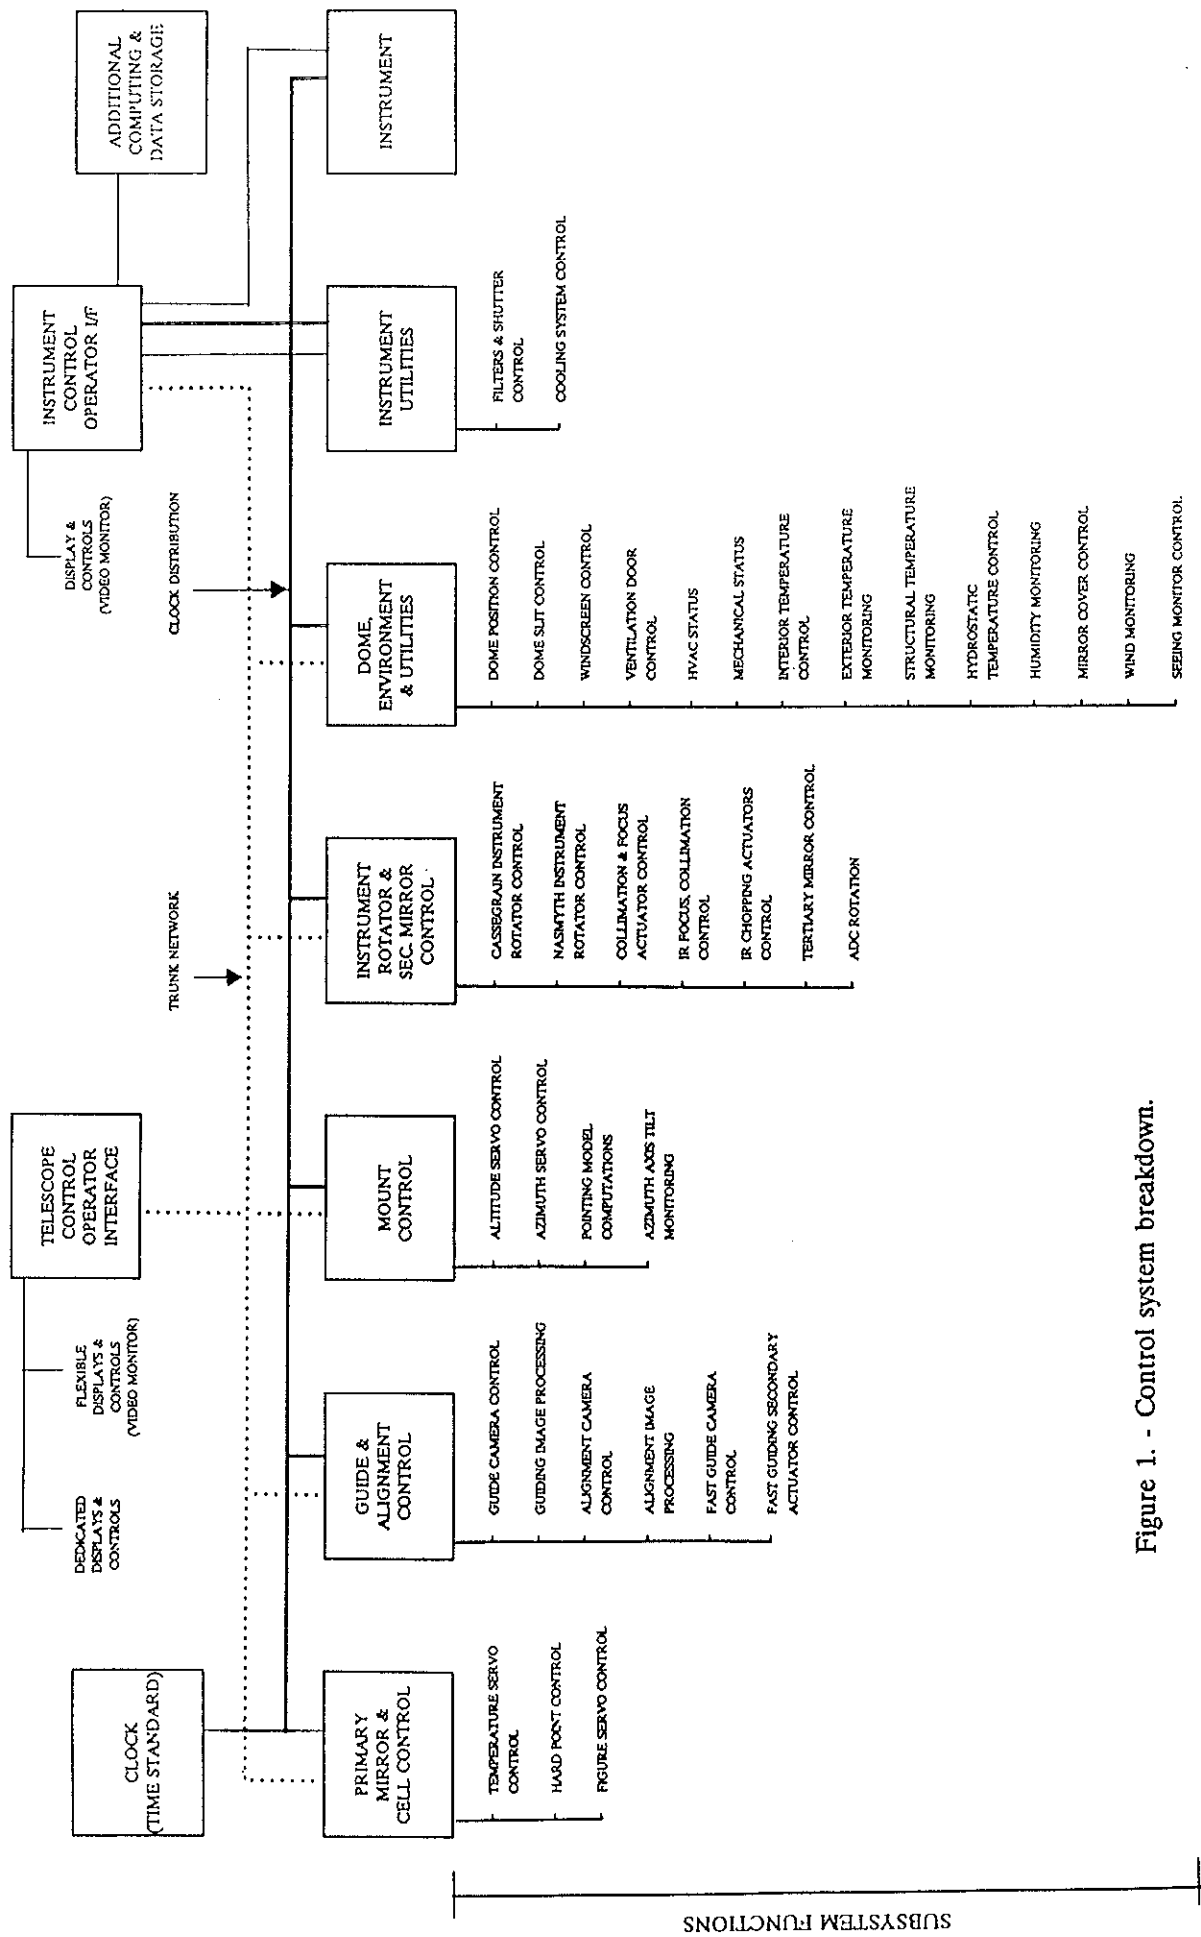 CLOCK
(TIME STANDARD)
DEDICATED
DISPLAYS &
CONTROLS
FLEXIBLE
DISPLAYS &
CONTROLS
(VIDEO MONITOR)
TELESCOPE
CONTROL
OPERATOR
INTERFACE
TRUNK NETWORK
CLOCK DISTRIBUTION
DISPLAY &
CONTROLS
(VIDEO MONITOR)
INSTRUMENT
CONTROL
OPERATOR I/F
ADDITIONAL
COMPUTING &
DATA STORAGE
PRIMARY
MIRROR &
CELL CONTROL
TEMPERATURE SERVO
CONTROL
HARD POINT CONTROL
FIGURE SERVO CONTROL
GUIDE &
ALIGNMENT
CONTROL
GUIDE CAMERA CONTROL
GUIDING IMAGE PROCESSING
ALIGNMENT CAMERA
CONTROL
ALIGNMENT IMAGE
PROCESSING
FAST GUIDE CAMERA
CONTROL
FAST GUIDING SECONDARY
ACTUATOR CONTROL
MOUNT
CONTROL
ALTITUDE SERVO CONTROL
AZIMUTH SERVO CONTROL
POINTING MODEL
COMPUTATIONS
AZIMUTH AXIS TILT
MONITORING
INSTRUMENT
ROTATOR &
SEC. MIRROR
CONTROL
CASSEGRAIN INSTRUMENT
ROTATOR CONTROL
NASMYTH INSTRUMENT
ROTATOR CONTROL
COLLIMATION & FOCUS
ACTUATOR CONTROL
IR FOCUS, COLLIMATION
CONTROL
IR CHOPPING ACTUATORS
CONTROL
TERTIARY MIRROR CONTROL
ADC ROTATION
DOME,
ENVIRONMENT
& UTILITIES
DOME POSITION CONTROL
DOME SLIT CONTROL
WINDSCREEN CONTROL
VENTILATION DOOR
CONTROL
HVAC STATUS
MECHANICAL STATUS
INTERIOR TEMPERATURE
CONTROL
EXTERIOR TEMPERATURE
MONITORING
STRUCTURAL TEMPERATURE
MONITORING
HYDROSTATIC
TEMPERATURE CONTROL
HUMIDITY MONITORING
MIRROR COVER CONTROL
WIND MONITORING
SEEING MONITOR CONTROL
INSTRUMENT
UTILITIES
FILTERS & SHUTTER
CONTROL
COOLING SYSTEM CONTROL
INSTRUMENT
SUBSYSTEM FUNCTIONS
Figure 1. - Control system breakdown.